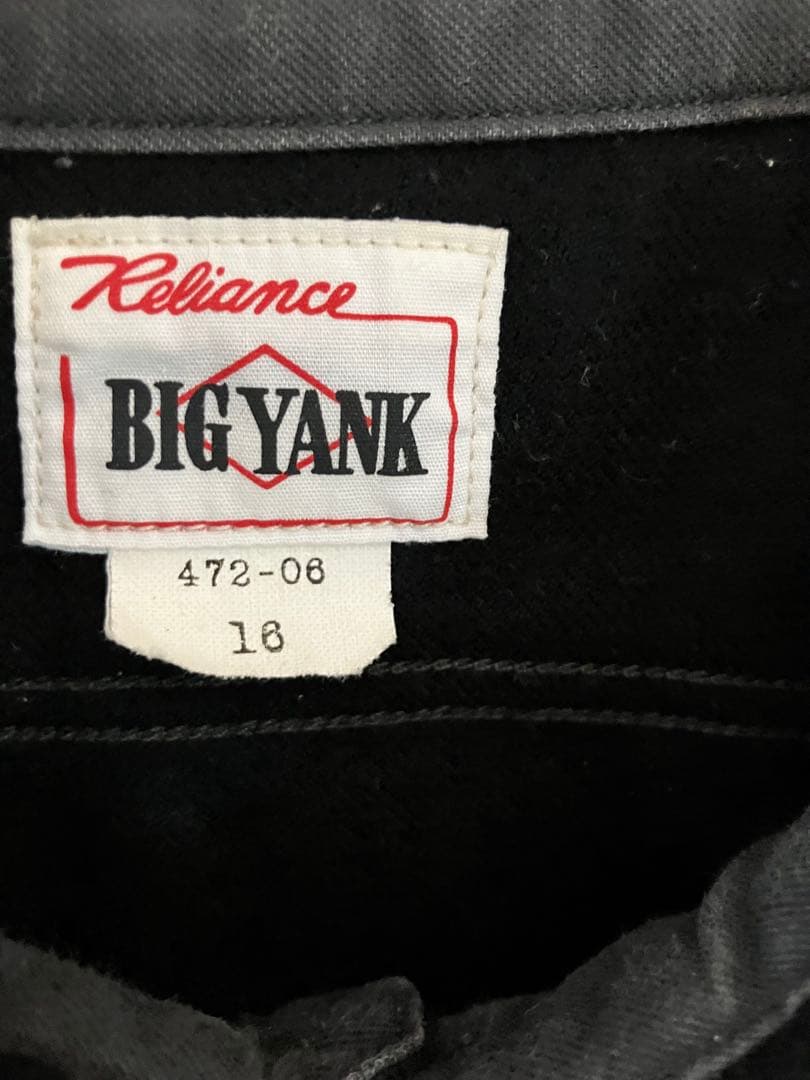 Reliance
BIG YANK
472-06
16